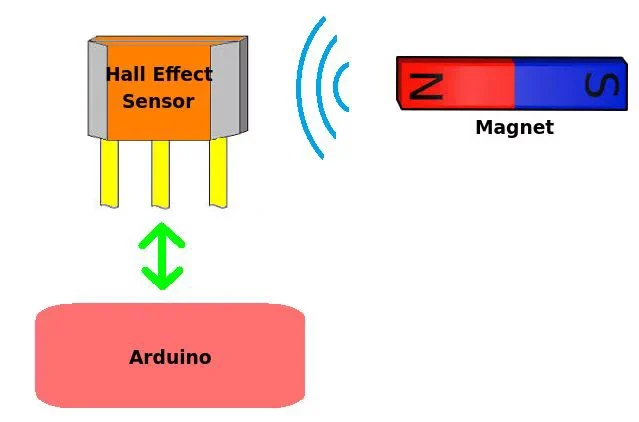 Hall Effect
Sensor
N
S
Magnet
Arduino